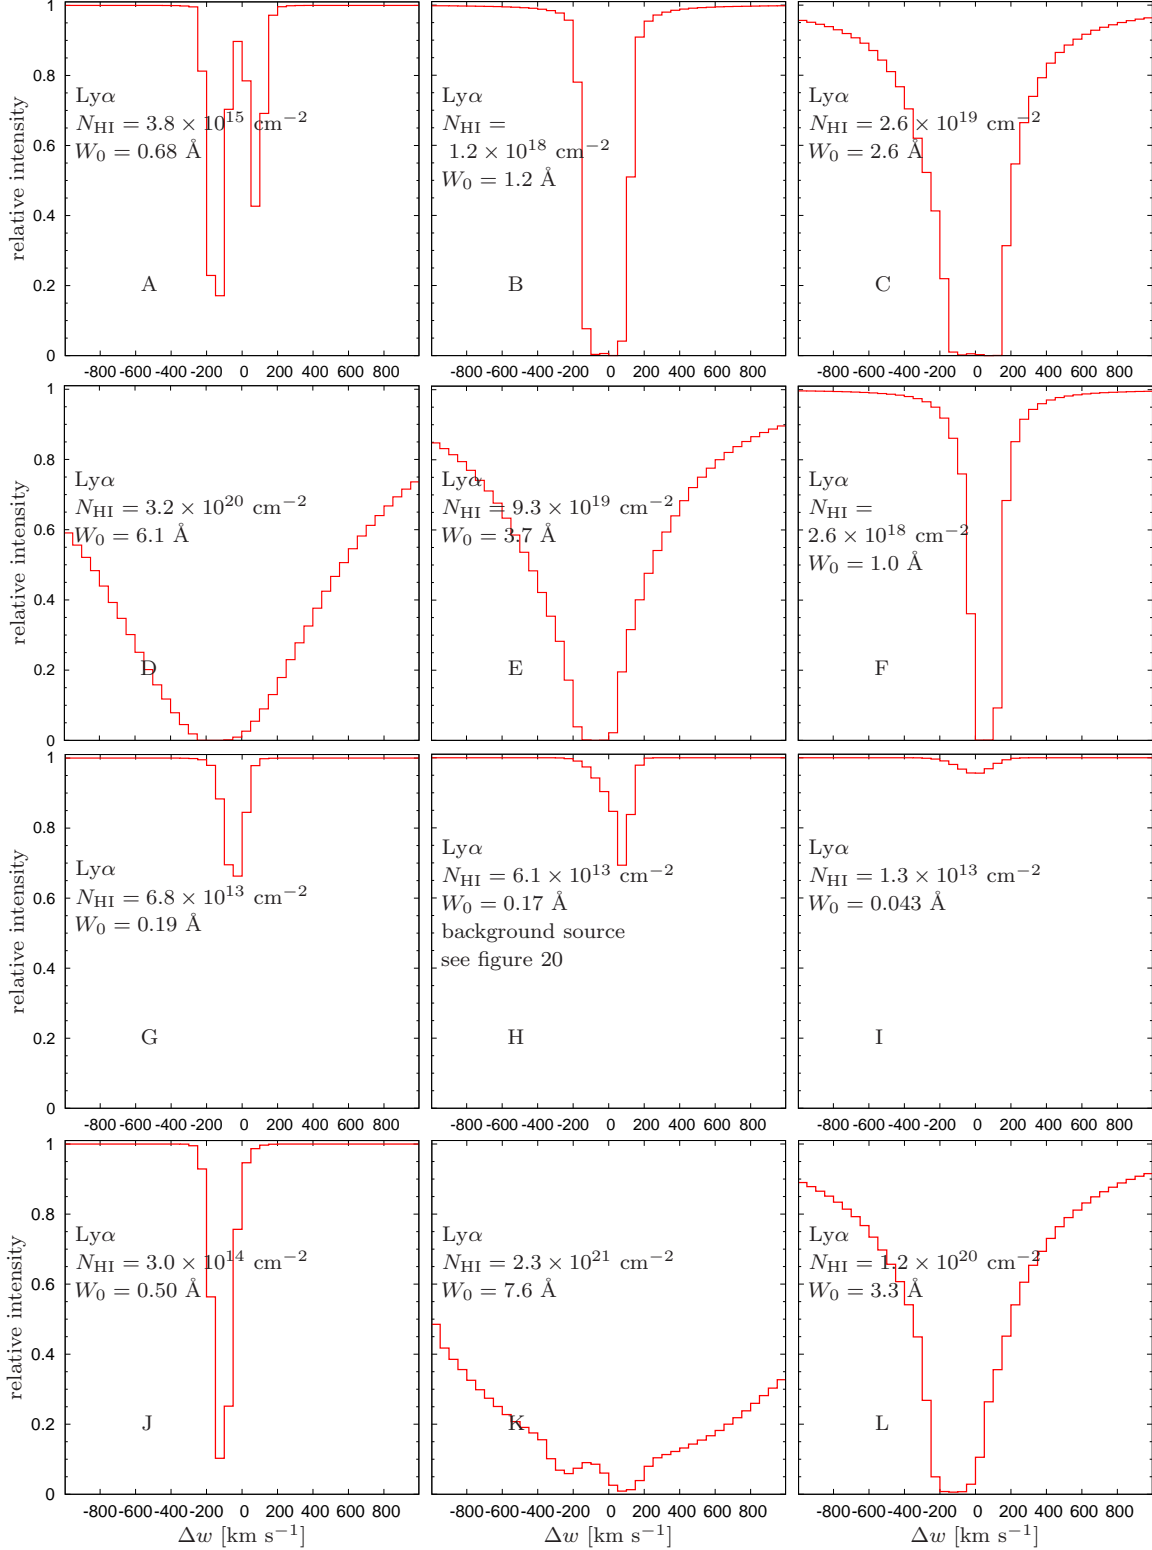 relative intensity
1
0.8
0.6
0.4
0.2
0
Lyα
N_HI = 3.8 × 10^15 cm^−2
W_0 = 0.68 Å
A
-800 -600 -400 -200 0 200 400 600 800
Lyα
N_HI =
1.2 × 10^18 cm^−2
W_0 = 1.2 Å
B
-800 -600 -400 -200 0 200 400 600 800
Lyα
N_HI = 2.6 × 10^19 cm^−2
W_0 = 2.6 Å
C
-800 -600 -400 -200 0 200 400 600 800
relative intensity
1
0.8
0.6
0.4
0.2
0
Lyα
N_HI = 3.2 × 10^20 cm^−2
W_0 = 6.1 Å
D
Lyα
N_HI = 9.3 × 10^19 cm^−2
W_0 = 3.7 Å
E
Lyα
N_HI =
2.6 × 10^18 cm^−2
W_0 = 1.0 Å
F
relative intensity
1
0.8
0.6
0.4
0.2
0
Lyα
N_HI = 6.8 × 10^13 cm^−2
W_0 = 0.19 Å
G
-800 -600 -400 -200 0 200 400 600 800
Lyα
N_HI = 6.1 × 10^13 cm^−2
W_0 = 0.17 Å
background source
see figure 20
H
-800 -600 -400 -200 0 200 400 600 800
Lyα
N_HI = 1.3 × 10^13 cm^−2
W_0 = 0.043 Å
I
-800 -600 -400 -200 0 200 400 600 800
relative intensity
1
0.8
0.6
0.4
0.2
0
Lyα
N_HI = 3.0 × 10^14 cm^−2
W_0 = 0.50 Å
J
-800 -600 -400 -200 0 200 400 600 800
Δw [km s^−1]
Lyα
N_HI = 2.3 × 10^21 cm^−2
W_0 = 7.6 Å
K
-800 -600 -400 -200 0 200 400 600 800
Δw [km s^−1]
Lyα
N_HI = 1.2 × 10^20 cm^−2
W_0 = 3.3 Å
L
-800 -600 -400 -200 0 200 400 600 800
Δw [km s^−1]